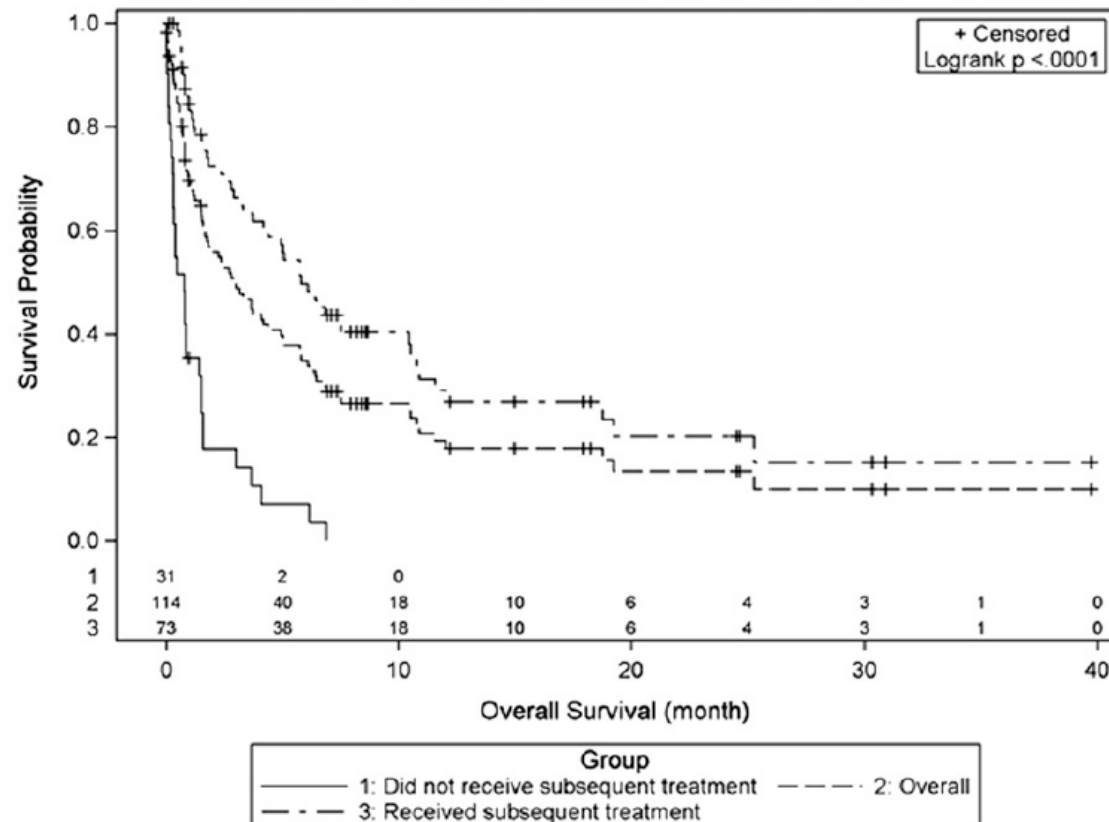 1.0
+ Censored
Logrank p <.0001
0.8
0.6
0.4
0.2
0.0
Survival Probability
1 31 2 0
2 114 40 18 10 6 4 3 1 0
3 73 38 18 10 6 4 3 1 0
0 10 20 30 40
Overall Survival (month)
Group
1: Did not receive subsequent treatment 2: Overall
3: Received subsequent treatment